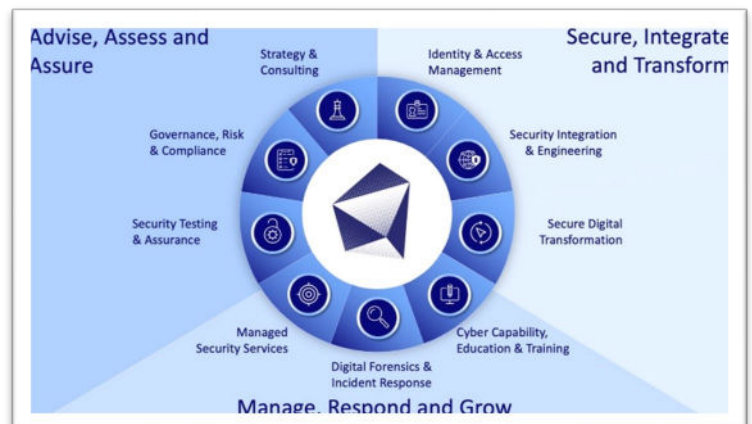 Advise, Assess and
Assure
Secure, Integrate
and Transform
Strategy &
Consulting
Identity & Access
Management
Governance, Risk
& Compliance
Security Integration
& Engineering
Security Testing
& Assurance
Secure Digital
Transformation
Managed
Security Services
Cyber Capability,
Education & Training
Digital Forensics &
Incident Response
Manage, Respond and Grow